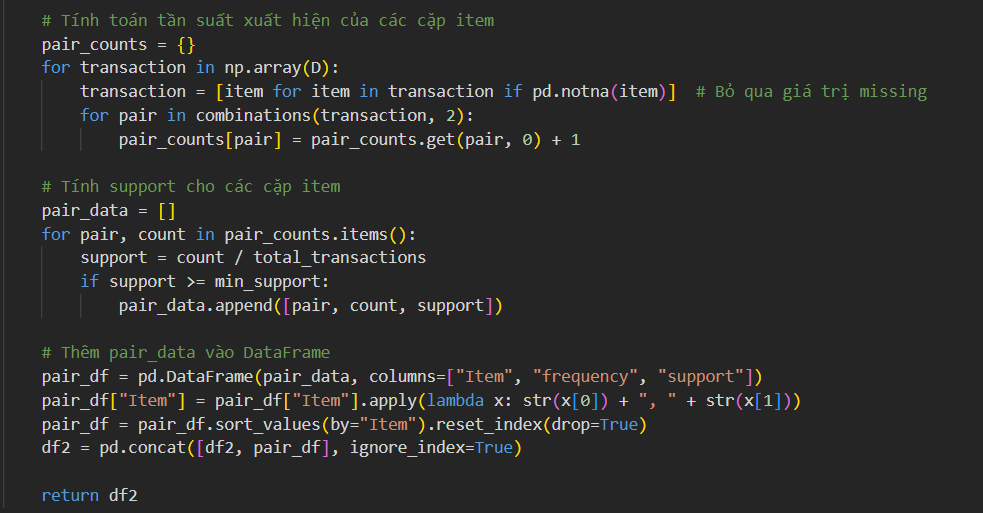 # Tính toán tần suất xuất hiện của các cặp item
pair_counts = {}
for transaction in np.array(D):
    transaction = [item for item in transaction if pd.notna(item)]  # Bỏ qua giá trị missing
    for pair in combinations(transaction, 2):
        pair_counts[pair] = pair_counts.get(pair, 0) + 1

# Tính support cho các cặp item
pair_data = []
for pair, count in pair_counts.items():
    support = count / total_transactions
    if support >= min_support:
        pair_data.append([pair, count, support])

# Thêm pair_data vào DataFrame
pair_df = pd.DataFrame(pair_data, columns=["Item", "frequency", "support"])
pair_df["Item"] = pair_df["Item"].apply(lambda x: str(x[0]) + ", " + str(x[1]))
pair_df = pair_df.sort_values(by="Item").reset_index(drop=True)
df2 = pd.concat([df2, pair_df], ignore_index=True)

return df2